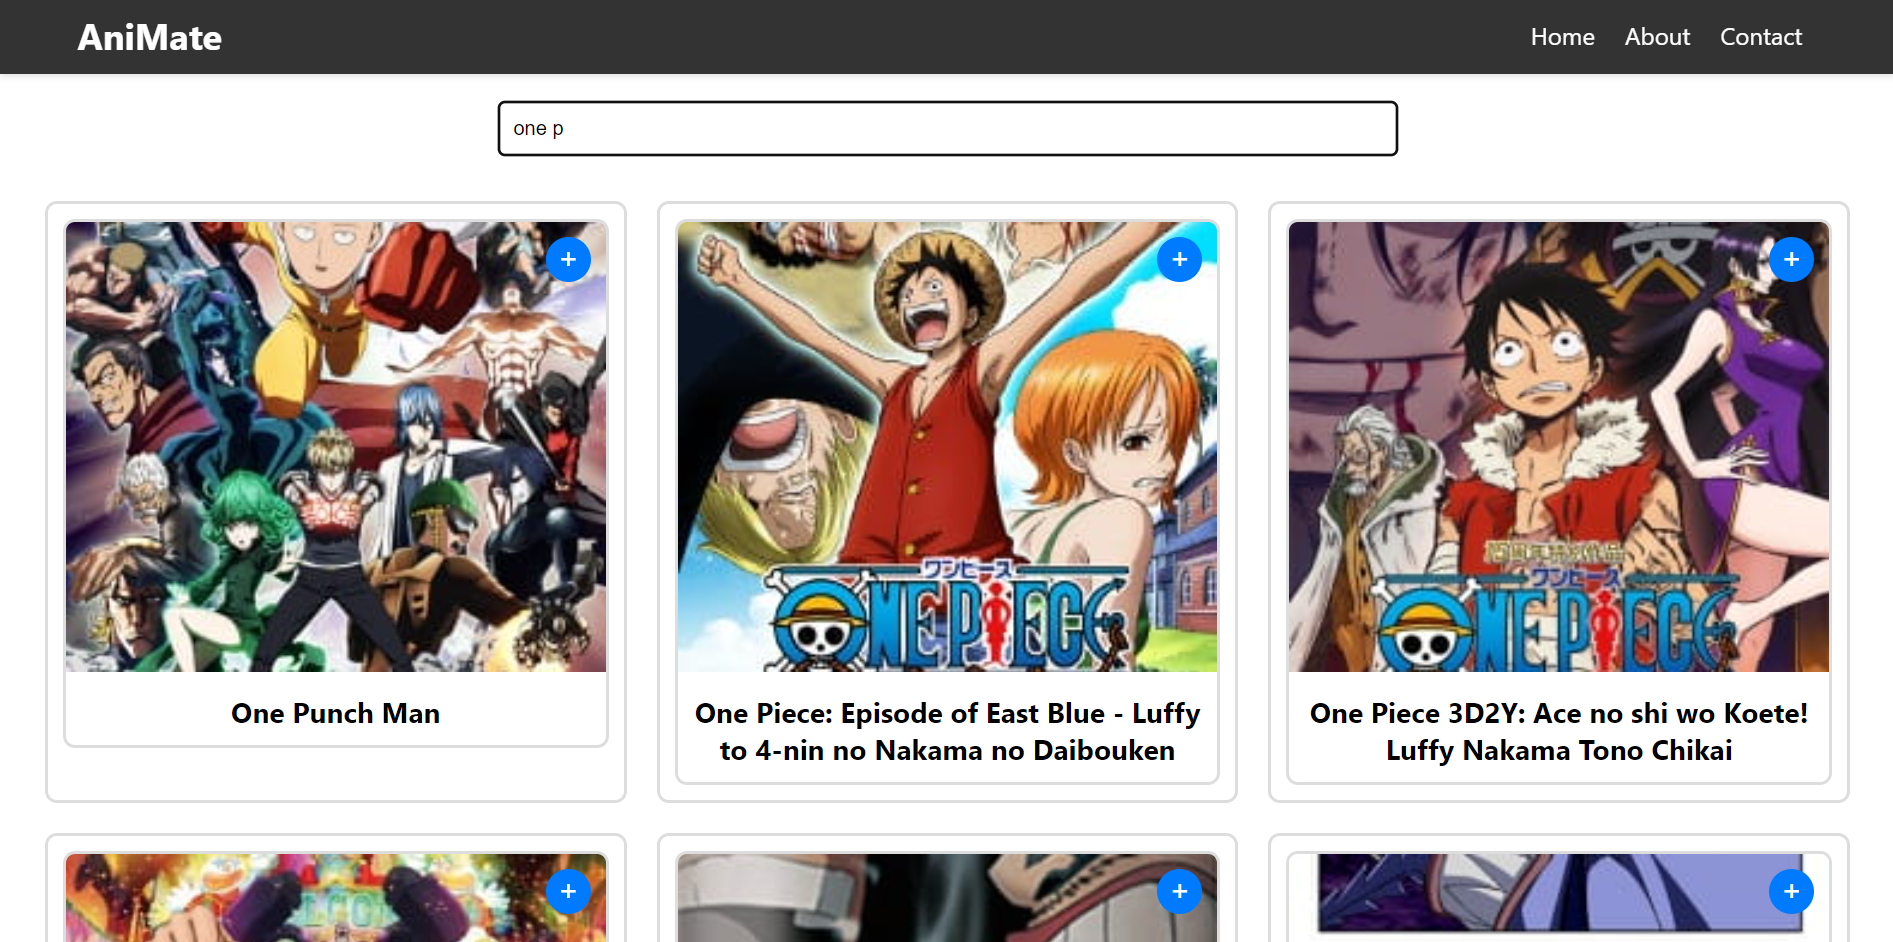 AniMate
Home About Contact
one p
+
+
+
ワンピース
ONE PIECE
ワンピース
ONE PIECE
One Punch Man
One Piece: Episode of East Blue - Luffy
to 4-nin no Nakama no Daibouken
One Piece 3D2Y: Ace no shi wo Koete!
Luffy Nakama Tono Chikai
+
+
+